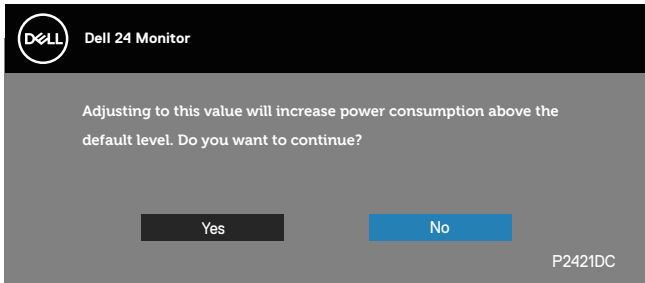 DELL
Dell 24 Monitor
Adjusting to this value will increase power consumption above the
default level. Do you want to continue?
Yes
No
P2421DC